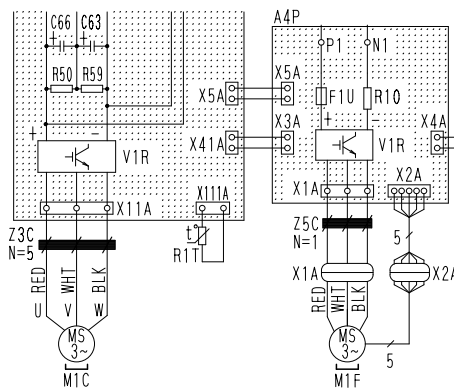 C66 C63
+ +
R50 R59
+ -
V1R
X11A
X111A
Z3C
N=5
t°
R1T
RED WHT BLK
U V W
MS
3~
M1C
A4P
P1 N1
X5A X5A
F1U R10
X41A X3A
+ -
V1R
X4A
X1A X2A
Z5C
N=1
5
X1A X2A
RED WHT BLK
MS
3~
5
M1F